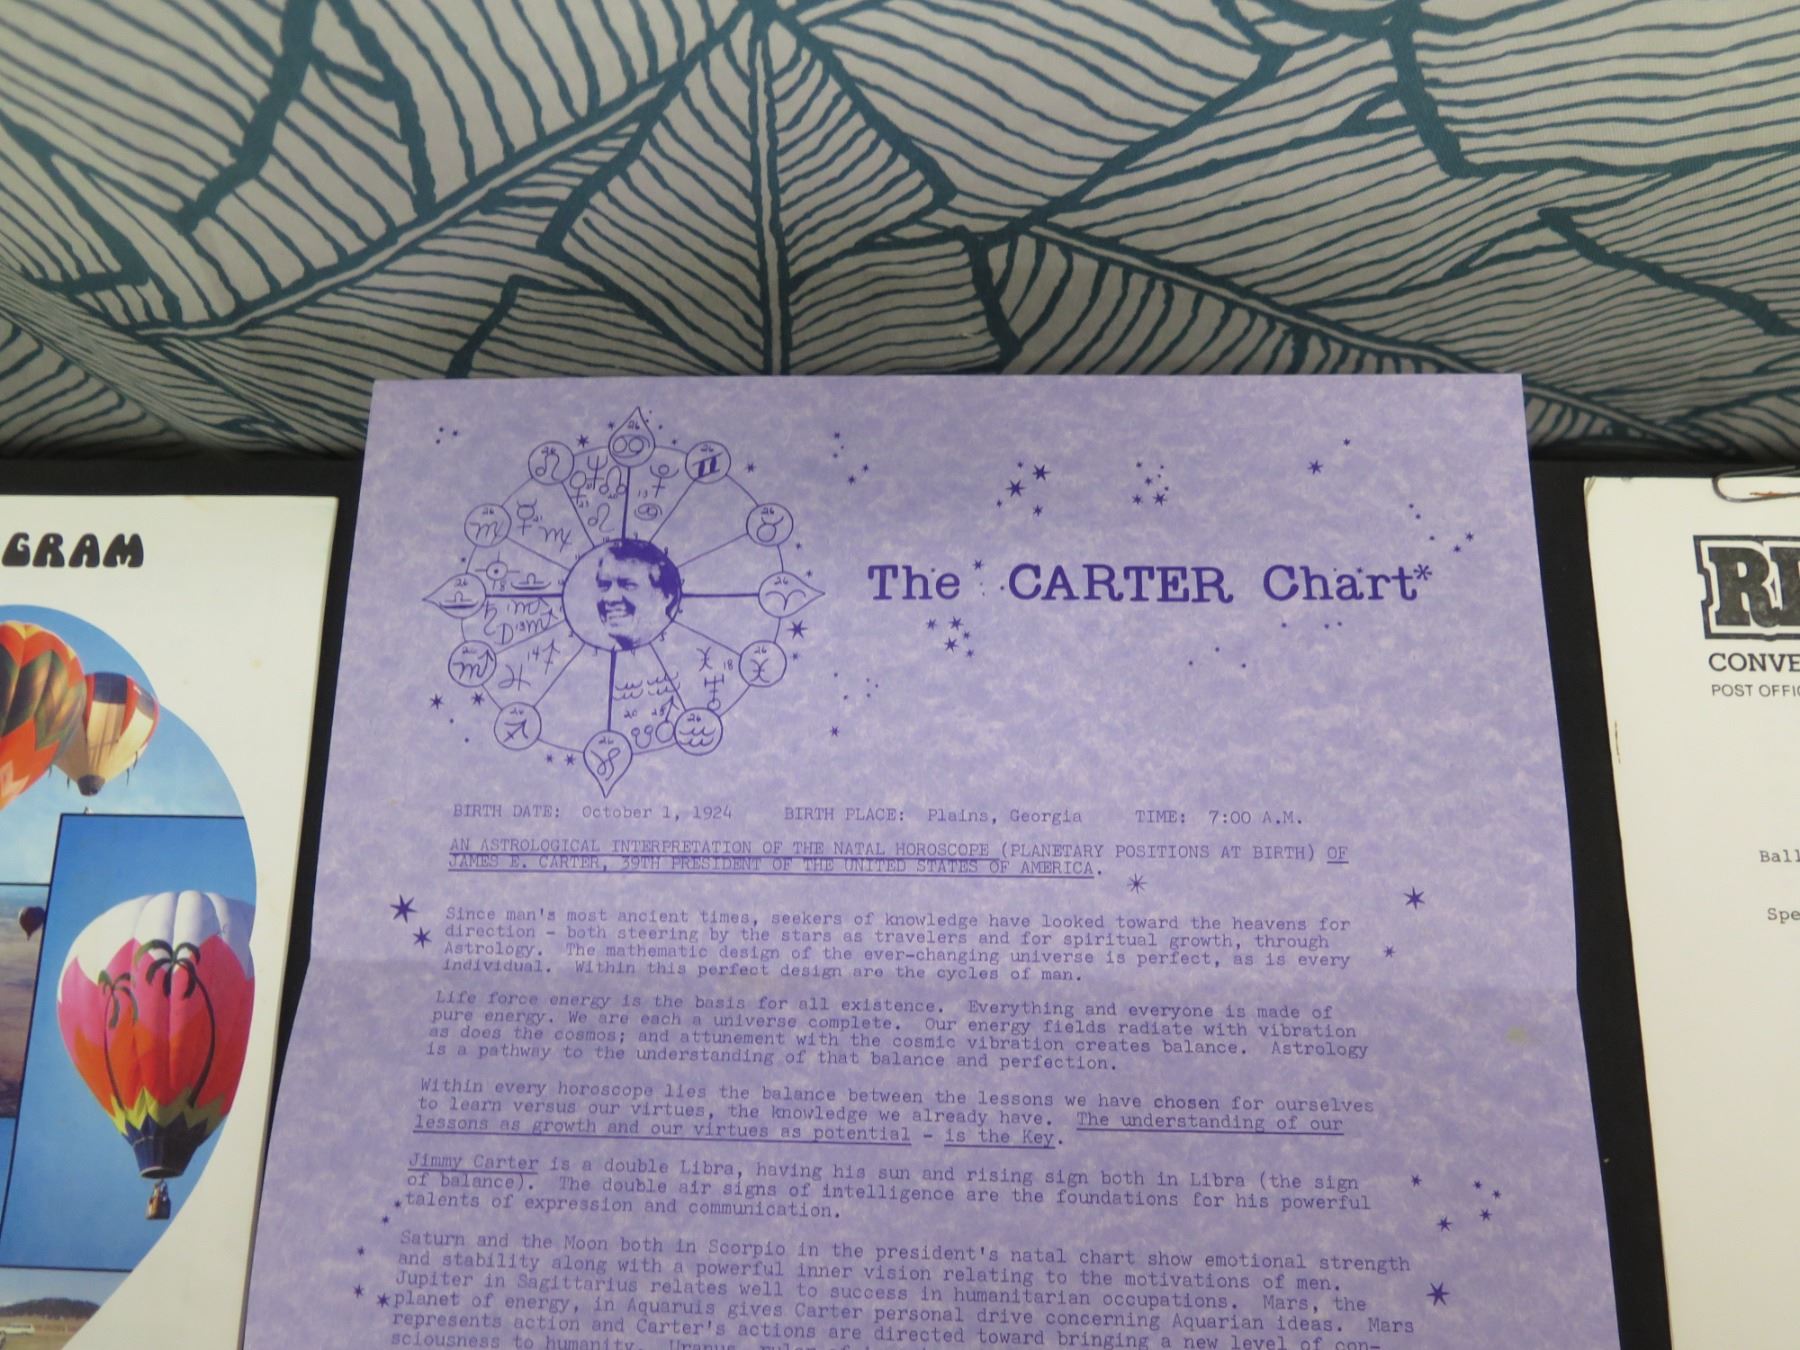 GRAM
The CARTER Chart*
BIRTH DATE: October 1, 1924 BIRTH PLACE: Plains, Georgia TIME: 7:00 A.M.
AN ASTROLOGICAL INTERPRETATION OF THE NATAL HOROSCOPE (PLANETARY POSITIONS AT BIRTH) OF
JAMES E. CARTER, 39TH PRESIDENT OF THE UNITED STATES OF AMERICA.
Since man's most ancient times, seekers of knowledge have looked toward the heavens for
direction - both steering by the stars as travelers and for spiritual growth, through
Astrology. The mathematic design of the ever-changing universe is perfect, as is every
individual. Within this perfect design are the cycles of man.
Life force energy is the basis for all existence. Everything and everyone is made of
pure energy. We are each a universe complete. Our energy fields radiate with vibration
as does the cosmos; and attunement with the cosmic vibration creates balance. Astrology
is a pathway to the understanding of that balance and perfection.
Within every horoscope lies the balance between the lessons we have chosen for ourselves
to learn versus our virtues, the knowledge we already have. The understanding of our
lessons as growth and our virtues as potential - is the Key.
Jimmy Carter is a double Libra, having his sun and rising sign both in Libra (the sign
of balance). The double air signs of intelligence are the foundations for his powerful
talents of expression and communication.
Saturn and the Moon both in Scorpio in the president's natal chart show emotional strength
and stability along with a powerful inner vision relating to the motivations of men.
Jupiter in Sagittarius relates well to success in humanitarian occupations. Mars, the
planet of energy, in Aquaruis gives Carter personal drive concerning Aquarian ideas. Mars
represents action and Carter's actions are directed toward bringing a new level of con-
sciousness to humanity. Uranus, ruler of
CONVE
POST OFFIC
Ball
Spe